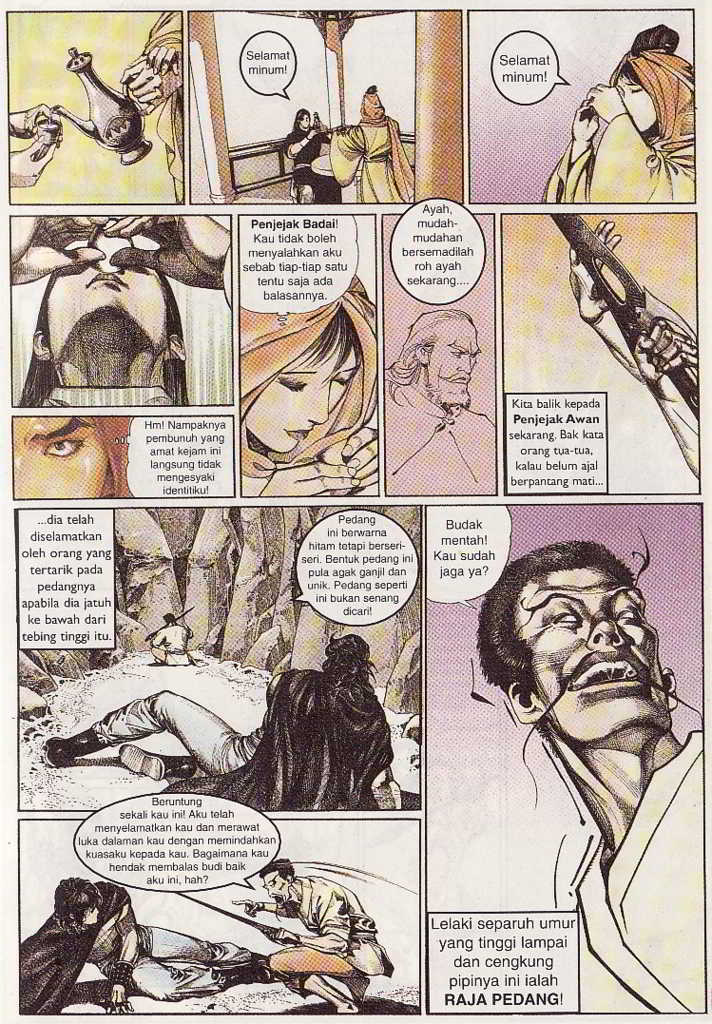 Selamat
minum!
Selamat
minum!
Penjejak Badai!
Kau tidak boleh
menyalahkan aku
sebab tiap-tiap satu
tentu saja ada
balasannya.
Ayah,
mudah-
mudahan
bersemadilah
roh ayah
sekarang....
Hm! Nampaknya
pembunuh yang
amat kejam ini
langsung tidak
mengesyaki
identitiku!
Kita balik kepada
Penjejak Awan
sekarang. Bak kata
orang tua-tua,
kalau belum ajal
berpantang mati...
...dia telah
diselamatkan
oleh orang yang
tertarik pada
pedangnya
apabila dia jatuh
ke bawah dari
tebing tinggi itu.
Pedang
ini berwarna
hitam tetapi berseri-
seri. Bentuk pedang ini
pula agak ganjil dan
unik. Pedang seperti
ini bukan senang
dicari!
Budak
mentah!
Kau sudah
jaga ya?
Beruntung
sekali kau ini! Aku telah
menyelamatkan kau dan merawat
luka dalaman kau dengan memindahkan
kuasaku kepada kau. Bagaimana kau
hendak membalas budi baik
aku ini, hah?
Lelaki separuh umur
yang tinggi lampai
dan cengkung
pipinya ini ialah
RAJA PEDANG!